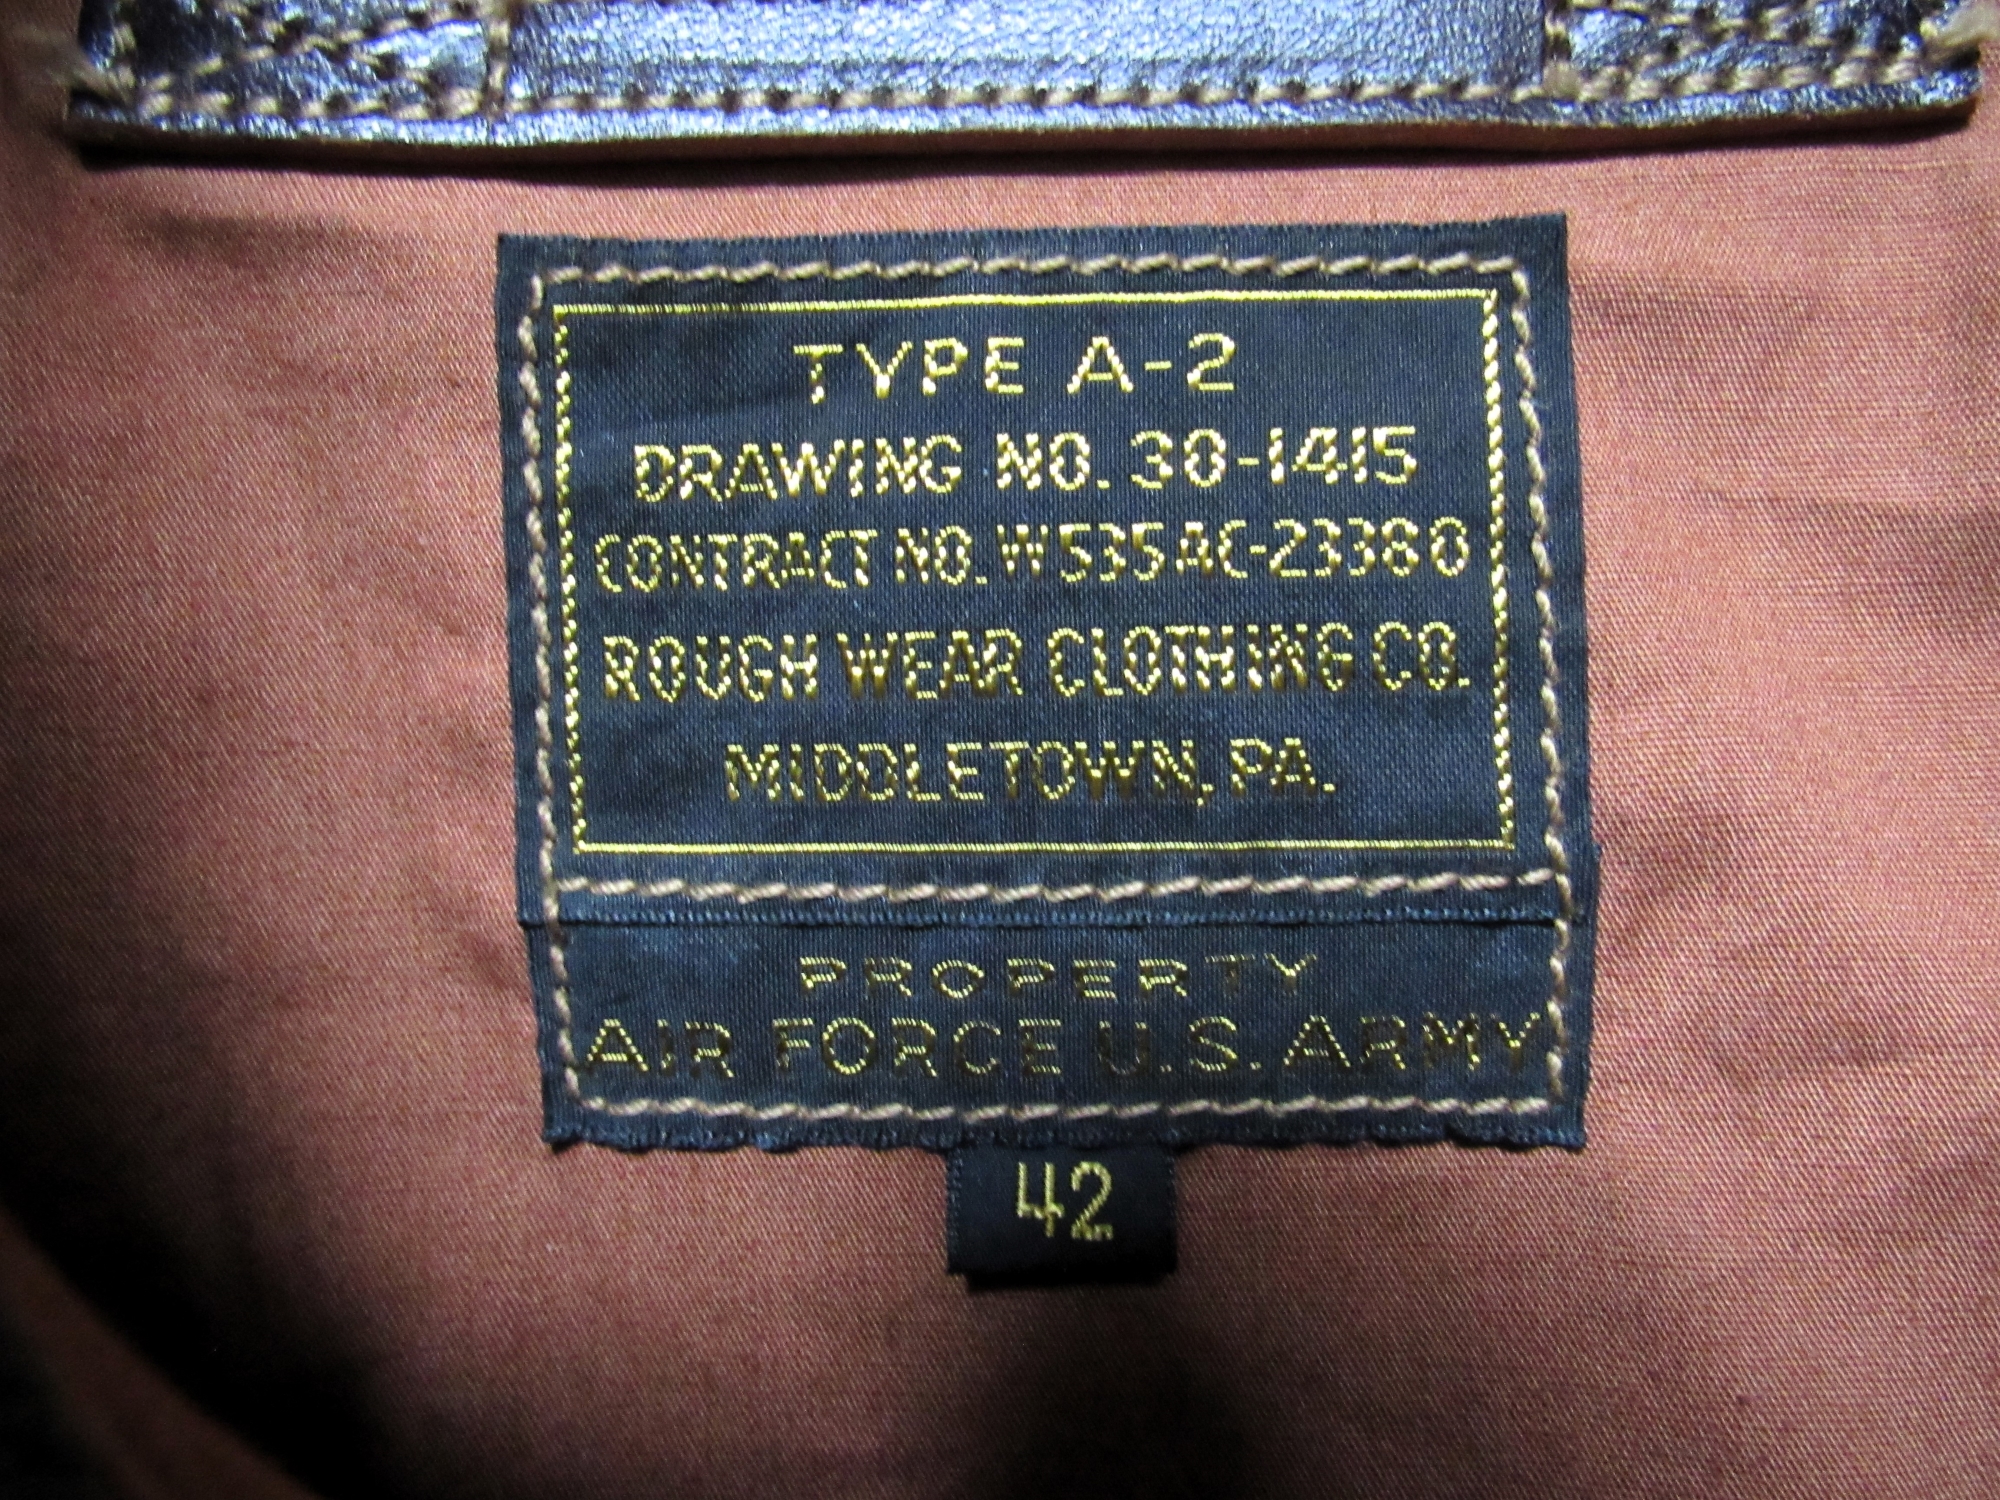 TYPE A-2
DRAWING NO. 30-1415
CONTRACT NO. W535AC-23380
ROUGH WEAR CLOTHING CO.
MIDDLETOWN, PA.
PROPERTY
AIR FORCE U.S. ARMY
42